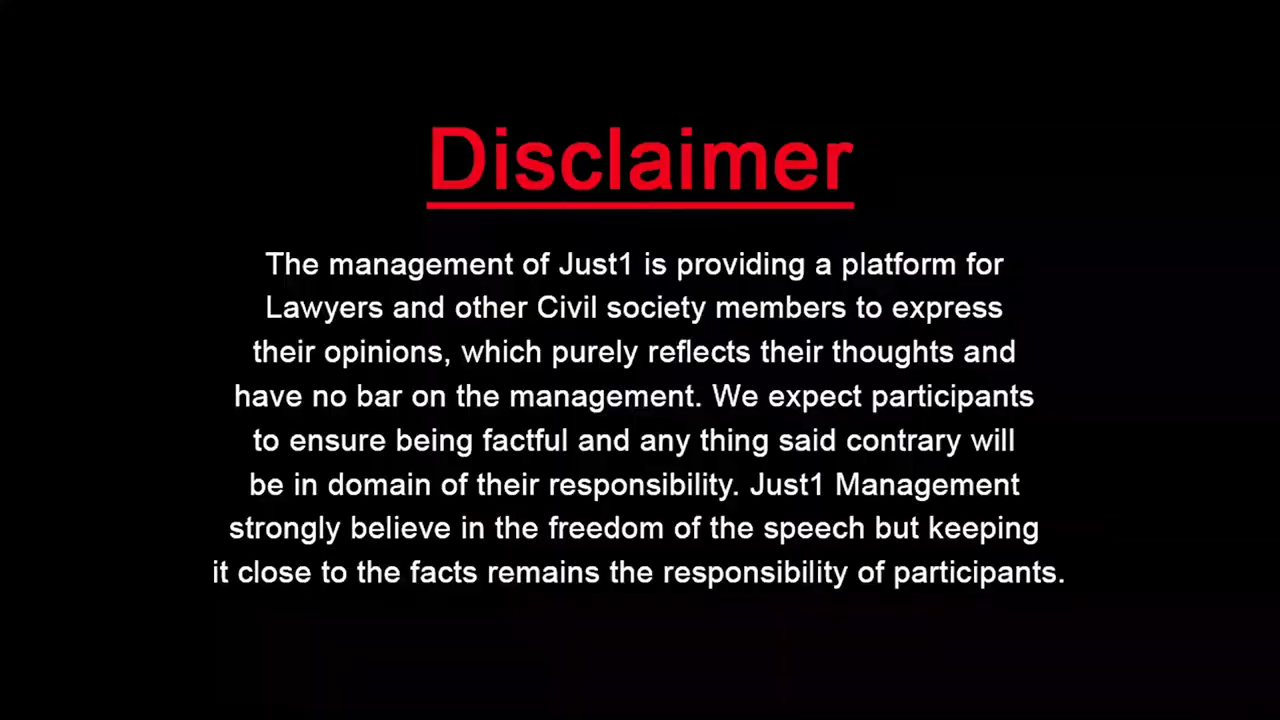 Disclaimer
The management of Just1 is providing a platform for
Lawyers and other Civil society members to express
their opinions, which purely reflects their thoughts and
have no bar on the management. We expect participants
to ensure being factful and any thing said contrary will
be in domain of their responsibility. Just1 Management
strongly believe in the freedom of the speech but keeping
it close to the facts remains the responsibility of participants.